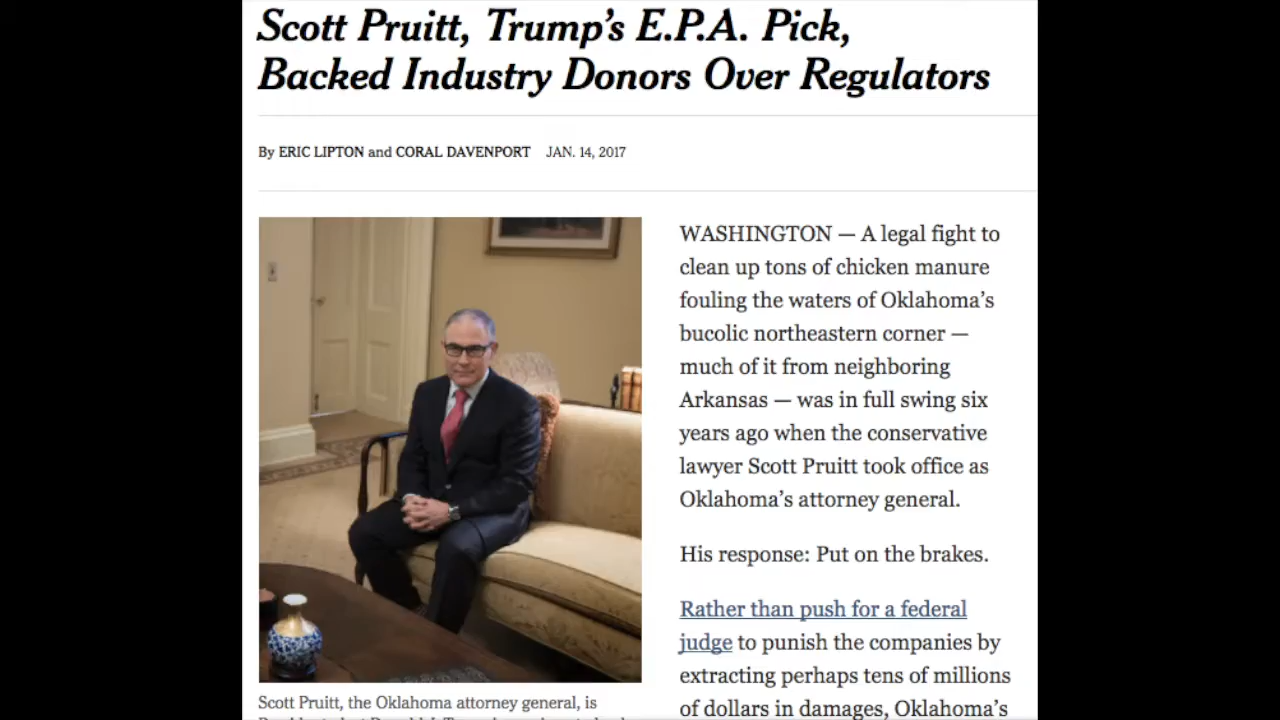 Scott Pruitt, Trump's E.P.A. Pick,
Backed Industry Donors Over Regulators
By ERIC LIPTON and CORAL DAVENPORT JAN. 14, 2017
WASHINGTON — A legal fight to
clean up tons of chicken manure
fouling the waters of Oklahoma's
bucolic northeastern corner —
much of it from neighboring
Arkansas — was in full swing six
years ago when the conservative
lawyer Scott Pruitt took office as
Oklahoma's attorney general.
His response: Put on the brakes.
Rather than push for a federal
judge to punish the companies by
extracting perhaps tens of millions
of dollars in damages, Oklahoma's
Scott Pruitt, the Oklahoma attorney general, is